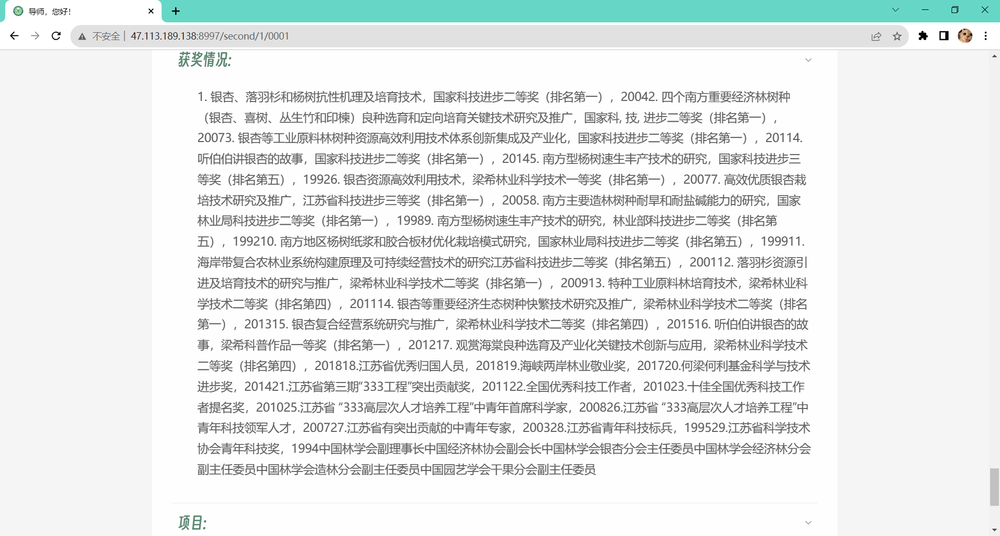 导师，您好！
不安全
47.113.189.138:8997/second/1/0001
获奖情况:
1. 银杏、落羽杉和杨树抗性机理及培育技术，国家科技进步二等奖（排名第一），20042. 四个南方重要经济林树种
（银杏、喜树、丛生竹和印楝）良种选育和定向培育关键技术研究及推广，国家科, 技, 进步二等奖（排名第一），
20073. 银杏等工业原料林树种资源高效利用技术体系创新集成及产业化，国家科技进步二等奖（排名第一），20114.
听伯伯讲银杏的故事，国家科技进步二等奖（排名第一），20145. 南方型杨树速生丰产技术的研究，国家科技进步三
等奖（排名第五），19926. 银杏资源高效利用技术，梁希林业科学技术一等奖（排名第一），20077. 高效优质银杏栽
培技术研究及推广，江苏省科技进步三等奖（排名第一），20058. 南方主要造林树种耐旱和耐盐碱能力的研究，国家
林业局科技进步二等奖（排名第一），19989. 南方型杨树速生丰产技术的研究，林业部科技进步二等奖（排名第
五），199210. 南方地区杨树纸浆和胶合板材优化栽培模式研究，国家林业局科技进步二等奖（排名第五），199911.
海岸带复合农林业系统构建原理及可持续经营技术的研究江苏省科技进步二等奖（排名第五），200112. 落羽杉资源引
进及培育技术的研究与推广，梁希林业科学技术二等奖（排名第一），200913. 特种工业原料林培育技术，梁希林业科
学技术二等奖（排名第四），201114. 银杏等重要经济生态树种快繁技术研究及推广，梁希林业科学技术二等奖（排名
第一），201315. 银杏复合经营系统研究与推广，梁希林业科学技术二等奖（排名第四），201516. 听伯伯讲银杏的故
事，梁希科普作品一等奖（排名第一），201217. 观赏海棠良种选育及产业化关键技术创新与应用，梁希林业科学技术
二等奖（排名第四），201818.江苏省优秀归国人员，201819.海峡两岸林业敬业奖，201720.何梁何利基金科学与技术
进步奖，201421.江苏省第三期“333工程”突出贡献奖，201122.全国优秀科技工作者，201023.十佳全国优秀科技工作
者提名奖，201025.江苏省 “333高层次人才培养工程”中青年首席科学家，200826.江苏省 “333高层次人才培养工程”中
青年科技领军人才，200727.江苏省有突出贡献的中青年专家，200328.江苏省青年科技标兵，199529.江苏省科学技术
协会青年科技奖，1994中国林学会副理事长中国经济林协会副会长中国林学会银杏分会主任委员中国林学会经济林分会
副主任委员中国林学会造林分会副主任委员中国园艺学会干果分会副主任委员
项目: